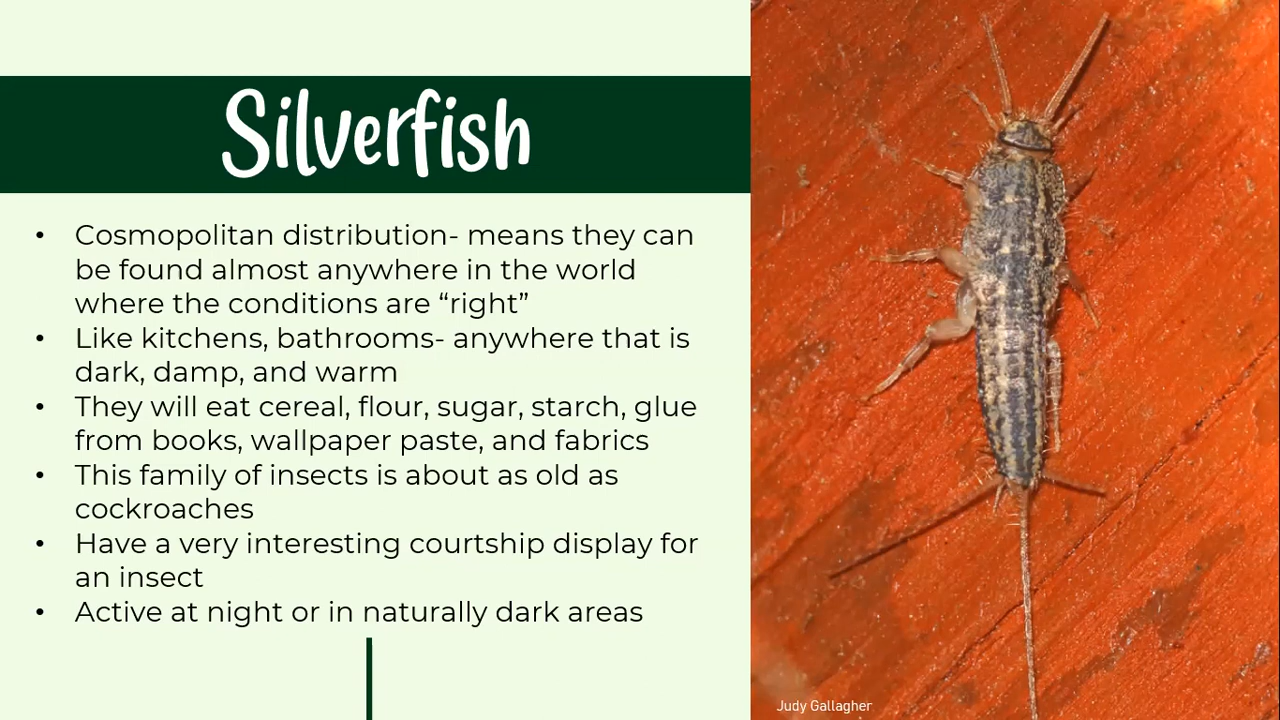 Silverfish
• Cosmopolitan distribution- means they can
be found almost anywhere in the world
where the conditions are “right”
• Like kitchens, bathrooms- anywhere that is
dark, damp, and warm
• They will eat cereal, flour, sugar, starch, glue
from books, wallpaper paste, and fabrics
• This family of insects is about as old as
cockroaches
• Have a very interesting courtship display for
an insect
• Active at night or in naturally dark areas
Judy Gallagher